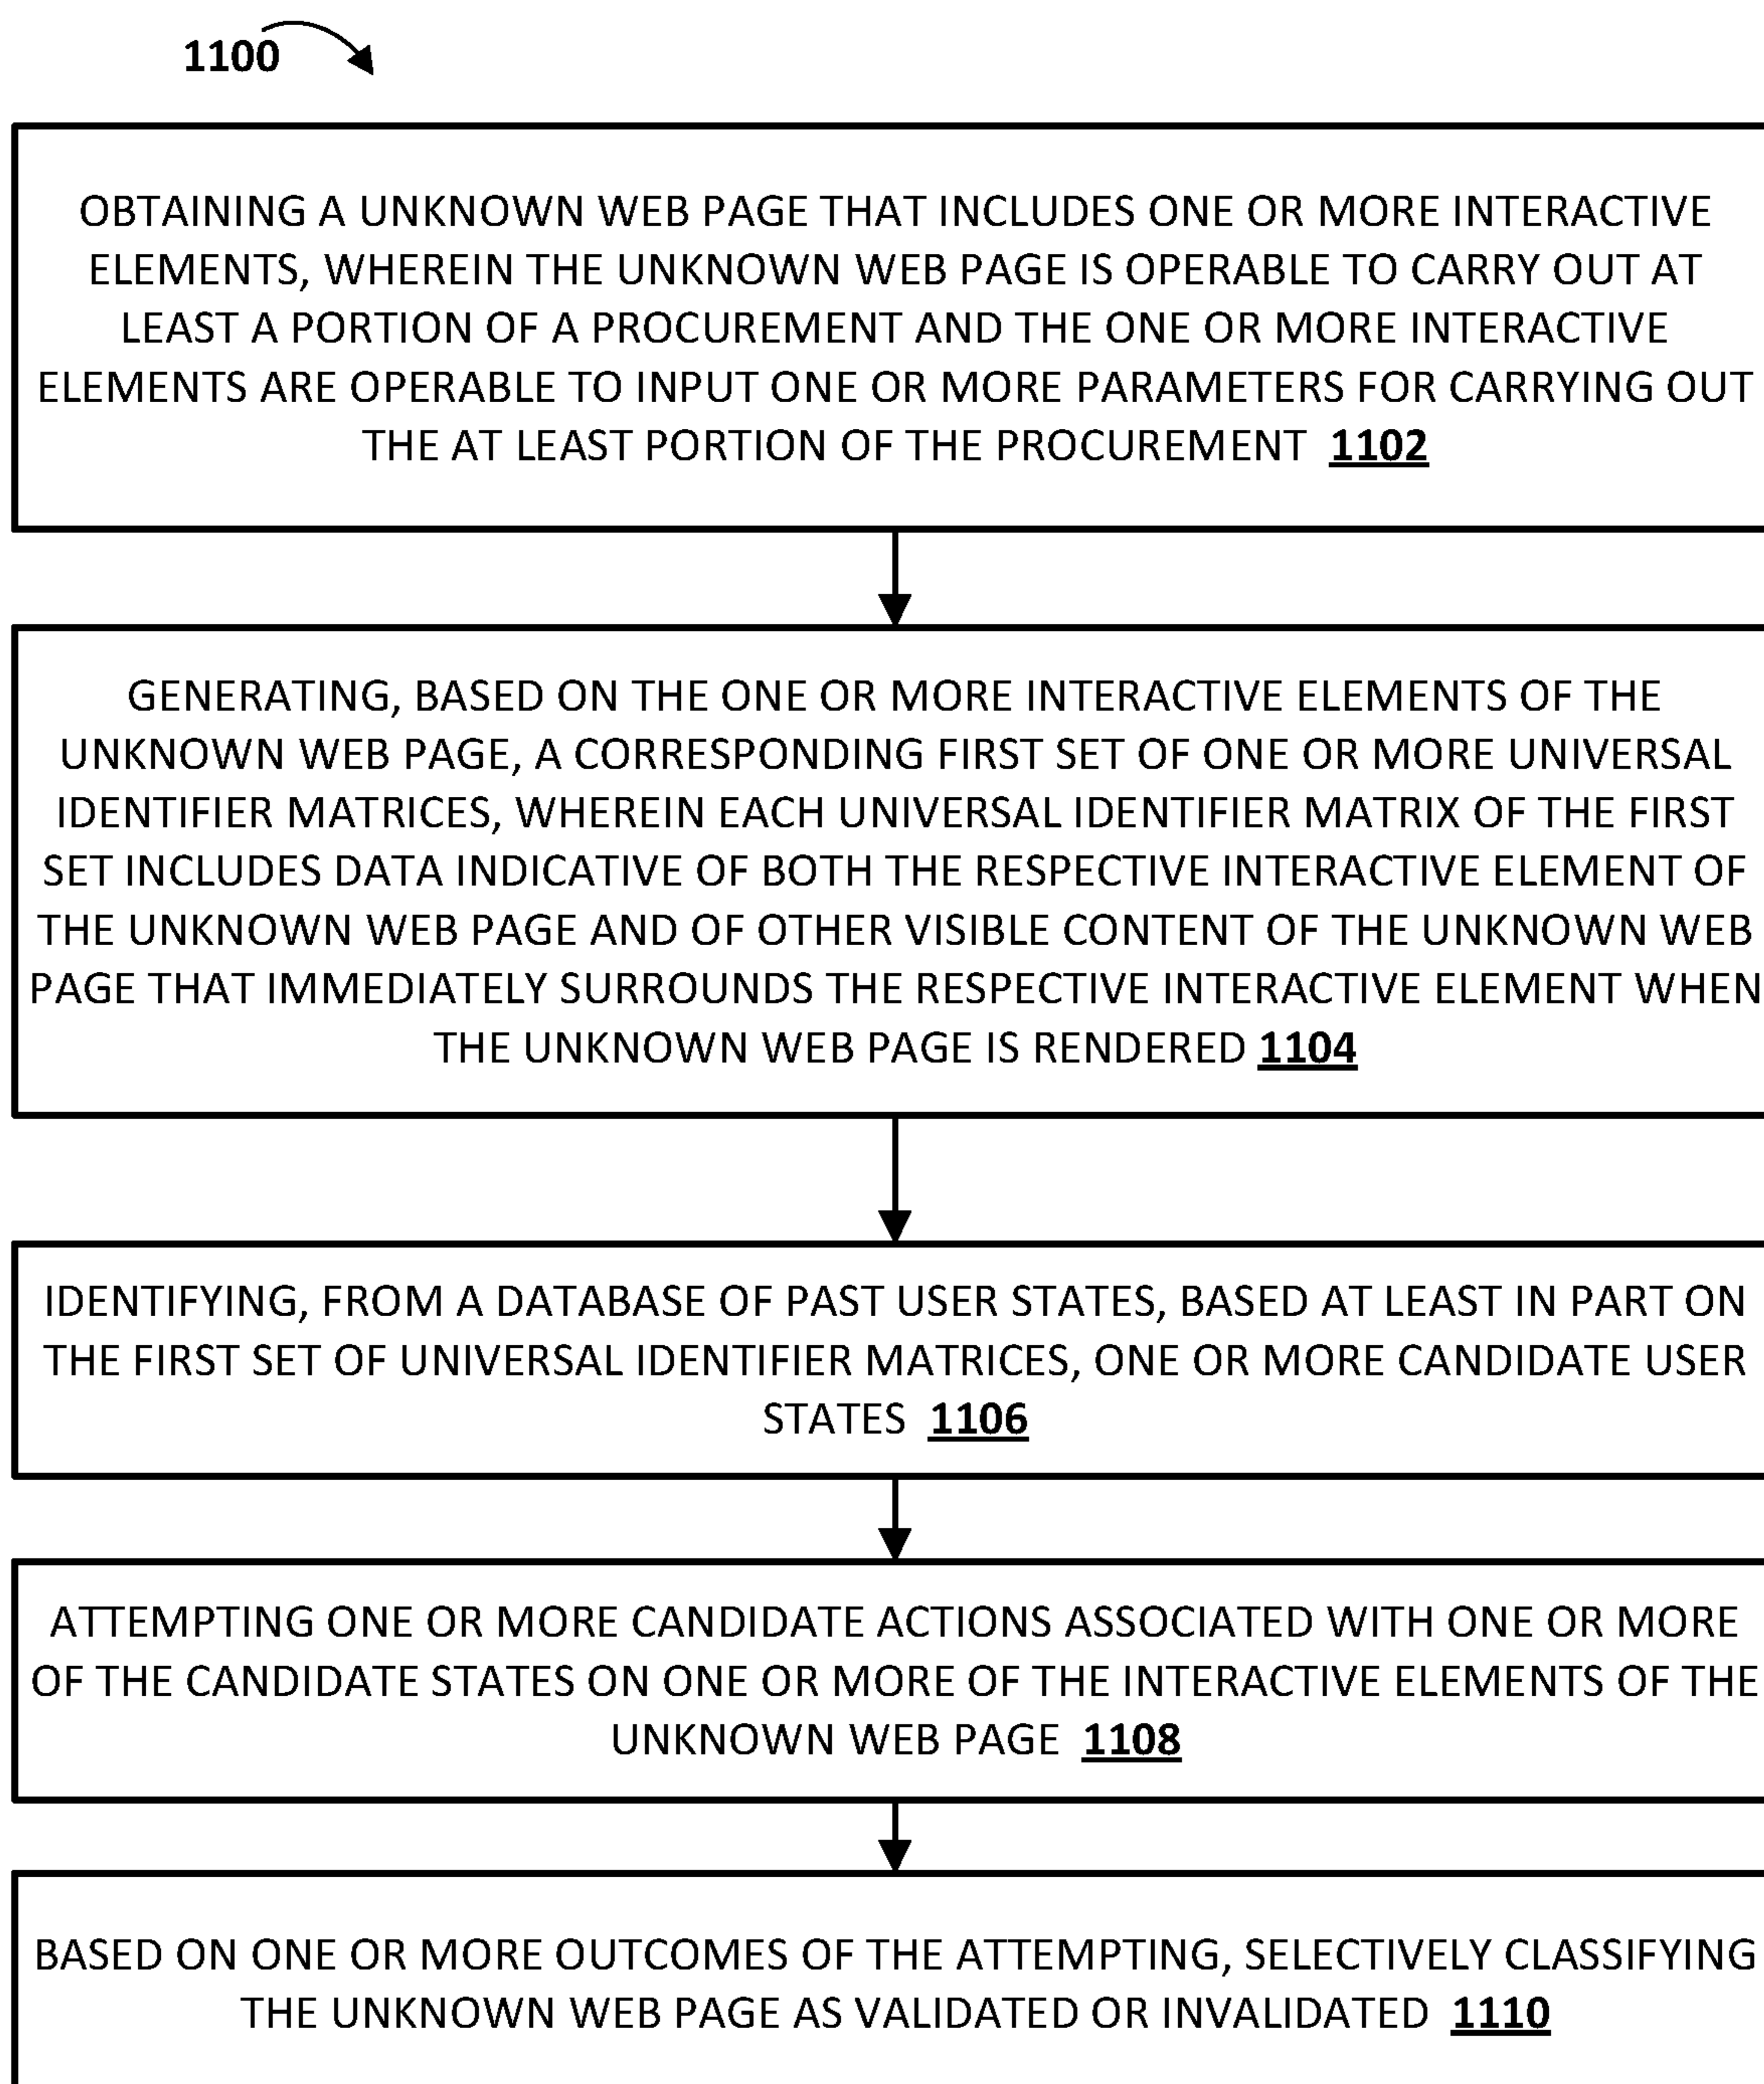 1100
OBTAINING A UNKNOWN WEB PAGE THAT INCLUDES ONE OR MORE INTERACTIVE
ELEMENTS, WHEREIN THE UNKNOWN WEB PAGE IS OPERABLE TO CARRY OUT AT
LEAST A PORTION OF A PROCUREMENT AND THE ONE OR MORE INTERACTIVE
ELEMENTS ARE OPERABLE TO INPUT ONE OR MORE PARAMETERS FOR CARRYING OUT
THE AT LEAST PORTION OF THE PROCUREMENT 1102
GENERATING, BASED ON THE ONE OR MORE INTERACTIVE ELEMENTS OF THE
UNKNOWN WEB PAGE, A CORRESPONDING FIRST SET OF ONE OR MORE UNIVERSAL
IDENTIFIER MATRICES, WHEREIN EACH UNIVERSAL IDENTIFIER MATRIX OF THE FIRST
SET INCLUDES DATA INDICATIVE OF BOTH THE RESPECTIVE INTERACTIVE ELEMENT OF
THE UNKNOWN WEB PAGE AND OF OTHER VISIBLE CONTENT OF THE UNKNOWN WEB
PAGE THAT IMMEDIATELY SURROUNDS THE RESPECTIVE INTERACTIVE ELEMENT WHEN
THE UNKNOWN WEB PAGE IS RENDERED 1104
IDENTIFYING, FROM A DATABASE OF PAST USER STATES, BASED AT LEAST IN PART ON
THE FIRST SET OF UNIVERSAL IDENTIFIER MATRICES, ONE OR MORE CANDIDATE USER
STATES 1106
ATTEMPTING ONE OR MORE CANDIDATE ACTIONS ASSOCIATED WITH ONE OR MORE
OF THE CANDIDATE STATES ON ONE OR MORE OF THE INTERACTIVE ELEMENTS OF THE
UNKNOWN WEB PAGE 1108
BASED ON ONE OR MORE OUTCOMES OF THE ATTEMPTING, SELECTIVELY CLASSIFYING
THE UNKNOWN WEB PAGE AS VALIDATED OR INVALIDATED 1110